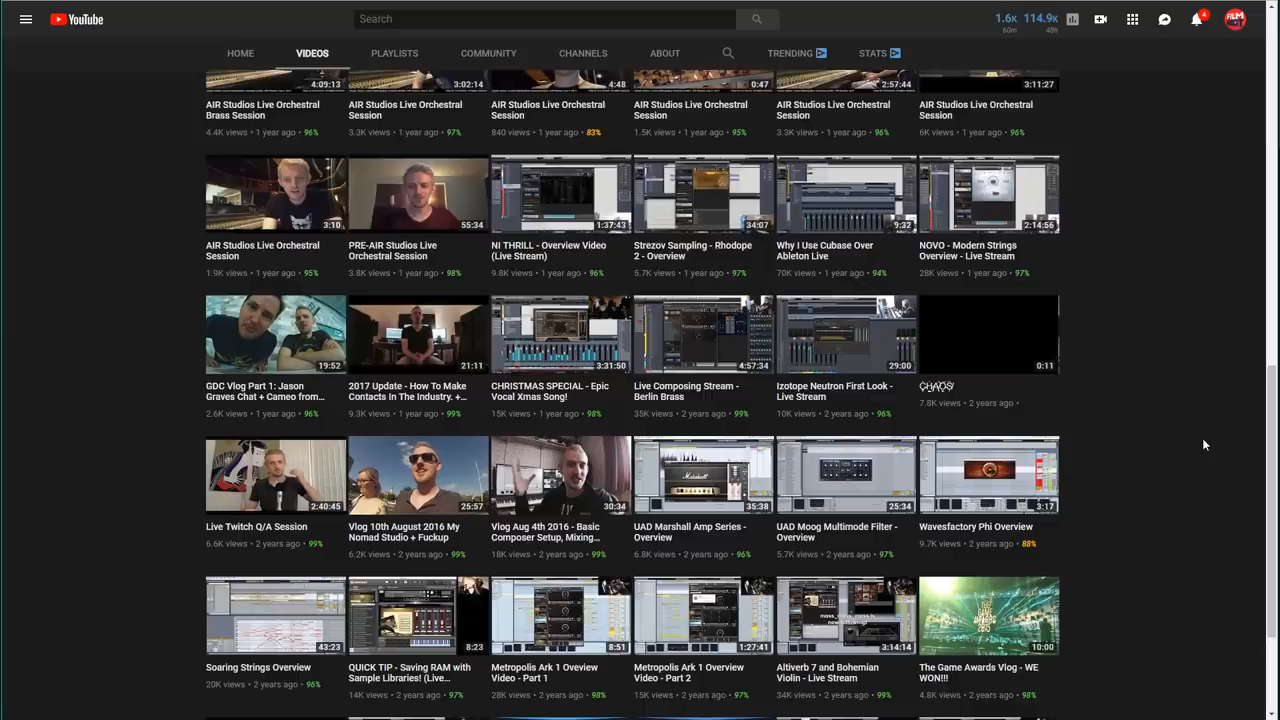 YouTube
Search
1.6K 114.9K
60m 48h
4
FILM
HOME VIDEOS PLAYLISTS COMMUNITY CHANNELS ABOUT TRENDING STATS
4:09:13 3:02:14 4:48 0:47 2:57:44 3:11:27
AIR Studios Live Orchestral AIR Studios Live Orchestral AIR Studios Live Orchestral AIR Studios Live Orchestral AIR Studios Live Orchestral AIR Studios Live Orchestral
Brass Session Session Session Session Session Session
4.4K views • 1 year ago • 96% 3.3K views • 1 year ago • 97% 840 views • 1 year ago • 83% 1.5K views • 1 year ago • 95% 3.3K views • 1 year ago • 96% 6K views • 1 year ago • 96%
3:10 55:34 1:37:43 34:07 9:32 2:14:56
AIR Studios Live Orchestral PRE-AIR Studios Live NI THRILL - Overview Video Strezov Sampling - Rhodope Why I Use Cubase Over NOVO - Modern Strings
Session Orchestral Session (Live Stream) 2 - Overview Ableton Live Overview - Live Stream
1.9K views • 1 year ago • 95% 3.8K views • 1 year ago • 98% 9.8K views • 1 year ago • 96% 5.7K views • 1 year ago • 97% 70K views • 1 year ago • 94% 28K views • 1 year ago • 97%
19:52 21:11 3:31:50 4:57:34 29:00 0:11
GDC Vlog Part 1: Jason 2017 Update - How To Make CHRISTMAS SPECIAL - Epic Live Composing Stream - Izotope Neutron First Look -
Graves Chat + Cameo from... Contacts In The Industry. +... Vocal Xmas Song! Berlin Brass Live Stream
2.6K views • 1 year ago • 96% 9.3K views • 1 year ago • 99% 15K views • 1 year ago • 98% 35K views • 2 years ago • 99% 10K views • 2 years ago • 96% 7.8K views • 2 years ago •
2:40:45 25:57 30:34 Marshall 35:38 25:34 3:17
Live Twitch Q/A Session Vlog 10th August 2016 My Vlog Aug 4th 2016 - Basic UAD Marshall Amp Series - UAD Moog Multimode Filter - Wavesfactory Phi Overview
Nomad Studio + Fuckup Composer Setup, Mixing... Overview Overview
6.6K views • 2 years ago • 99% 6.2K views • 2 years ago • 99% 18K views • 2 years ago • 99% 6.8K views • 2 years ago • 96% 5.7K views • 2 years ago • 97% 9.7K views • 2 years ago • 88%
THE GAME AWARDS
43:23 8:23 8:51 1:27:41 3:14:14 10:00
Soaring Strings Overview QUICK TIP - Saving RAM with Metropolis Ark 1 Oveview Metropolis Ark 1 Overview Altiverb 7 and Bohemian The Game Awards Vlog - WE
Sample Libraries! (Live... Video - Part 1 Video - Part 2 Violin - Live Stream WON!!!
20K views • 2 years ago • 96% 14K views • 2 years ago • 97% 28K views • 2 years ago • 98% 15K views • 2 years ago • 97% 34K views • 2 years ago • 99% 4.8K views • 2 years ago • 98%